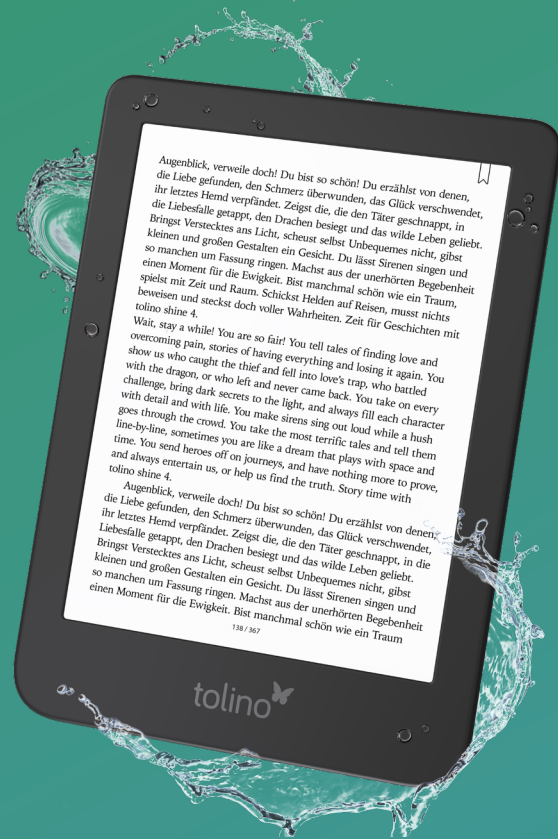 Augenblick, verweile doch! Du bist so schön! Du erzählst von denen,
die Liebe gefunden, den Schmerz überwunden, das Glück verschwendet,
ihr letztes Hemd verpfändet. Zeigst die, die den Täter geschnappt, in
die Liebesfalle getappt, den Drachen besiegt und das wilde Leben geliebt.
Bringst Verstecktes ans Licht, scheust selbst Unbequemes nicht, gibst
kleinen und großen Gestalten ein Gesicht. Du lässt Sirenen singen und
so manchen um Fassung ringen. Machst aus der unerhörten Begebenheit
einen Moment für die Ewigkeit. Bist manchmal schön wie ein Traum,
spielst mit Zeit und Raum. Schickst Helden auf Reisen, musst nichts
beweisen und steckst doch voller Wahrheiten. Zeit für Geschichten mit
tolino shine 4.
Wait, stay a while! You are so fair! You tell tales of finding love and
overcoming pain, stories of having everything and losing it again. You
show us who caught the thief and fell into love's trap, who battled
with the dragon, or who left and never came back. You take on every
challenge, bring dark secrets to the light, and always fill each character
with detail and with life. You make sirens sing out loud while a hush
goes through the crowd. You take the most terrific tales and tell them
line-by-line, sometimes you are like a dream that plays with space and
time. You send heroes off on journeys, and have nothing more to prove,
and always entertain us, or help us find the truth. Story time with
tolino shine 4.
Augenblick, verweile doch! Du bist so schön! Du erzählst von denen,
die Liebe gefunden, den Schmerz überwunden, das Glück verschwendet,
ihr letztes Hemd verpfändet. Zeigst die, die den Täter geschnappt, in die
Liebesfalle getappt, den Drachen besiegt und das wilde Leben geliebt.
Bringst Verstecktes ans Licht, scheust selbst Unbequemes nicht, gibst
kleinen und großen Gestalten ein Gesicht. Du lässt Sirenen singen und
so manchen um Fassung ringen. Machst aus der unerhörten Begebenheit
einen Moment für die Ewigkeit. Bist manchmal schön wie ein Traum
138 / 367
tolino